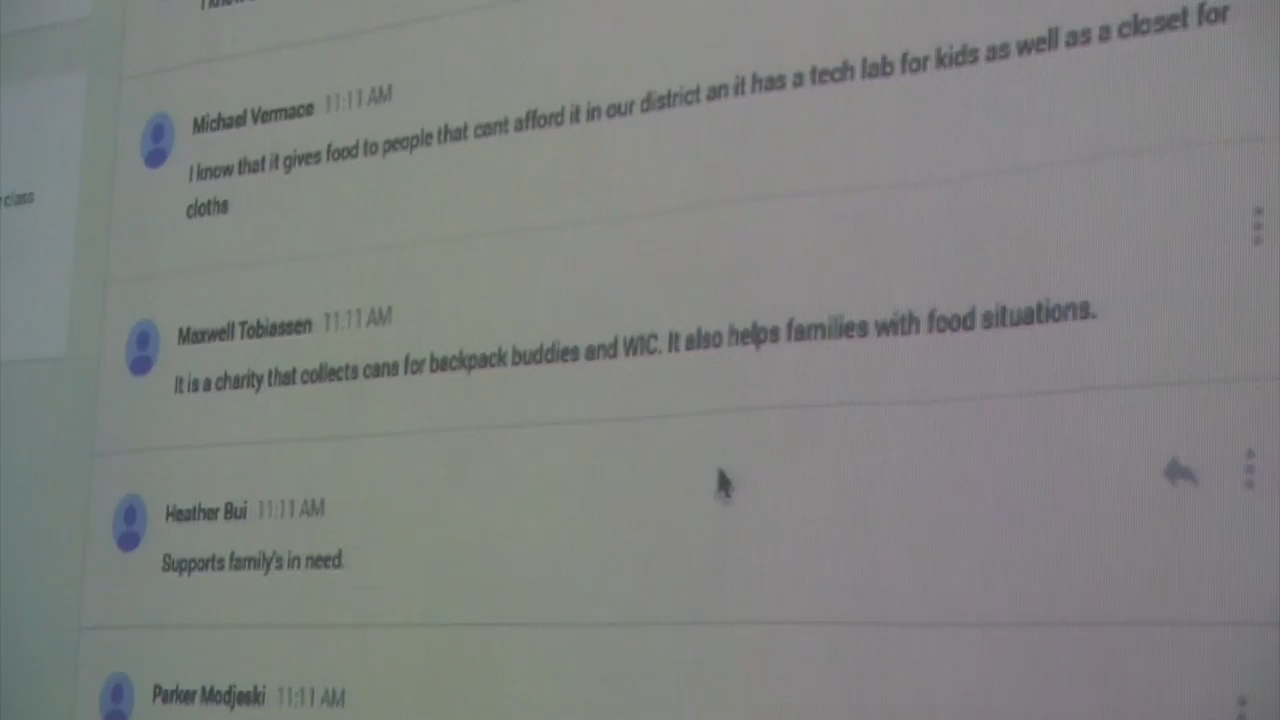 Michael Vermace 11:11 AM
I know that it gives food to people that cant afford it in our district an it has a tech lab for kids as well as a closet for
cloths
class
Maxwell Tobiassen 11:11 AM
It is a charity that collects cans for backpack buddies and WIC. It also helps families with food situations.
Heather Bui 11:11 AM
Supports family's in need.
Parker Modjeski 11:11 AM